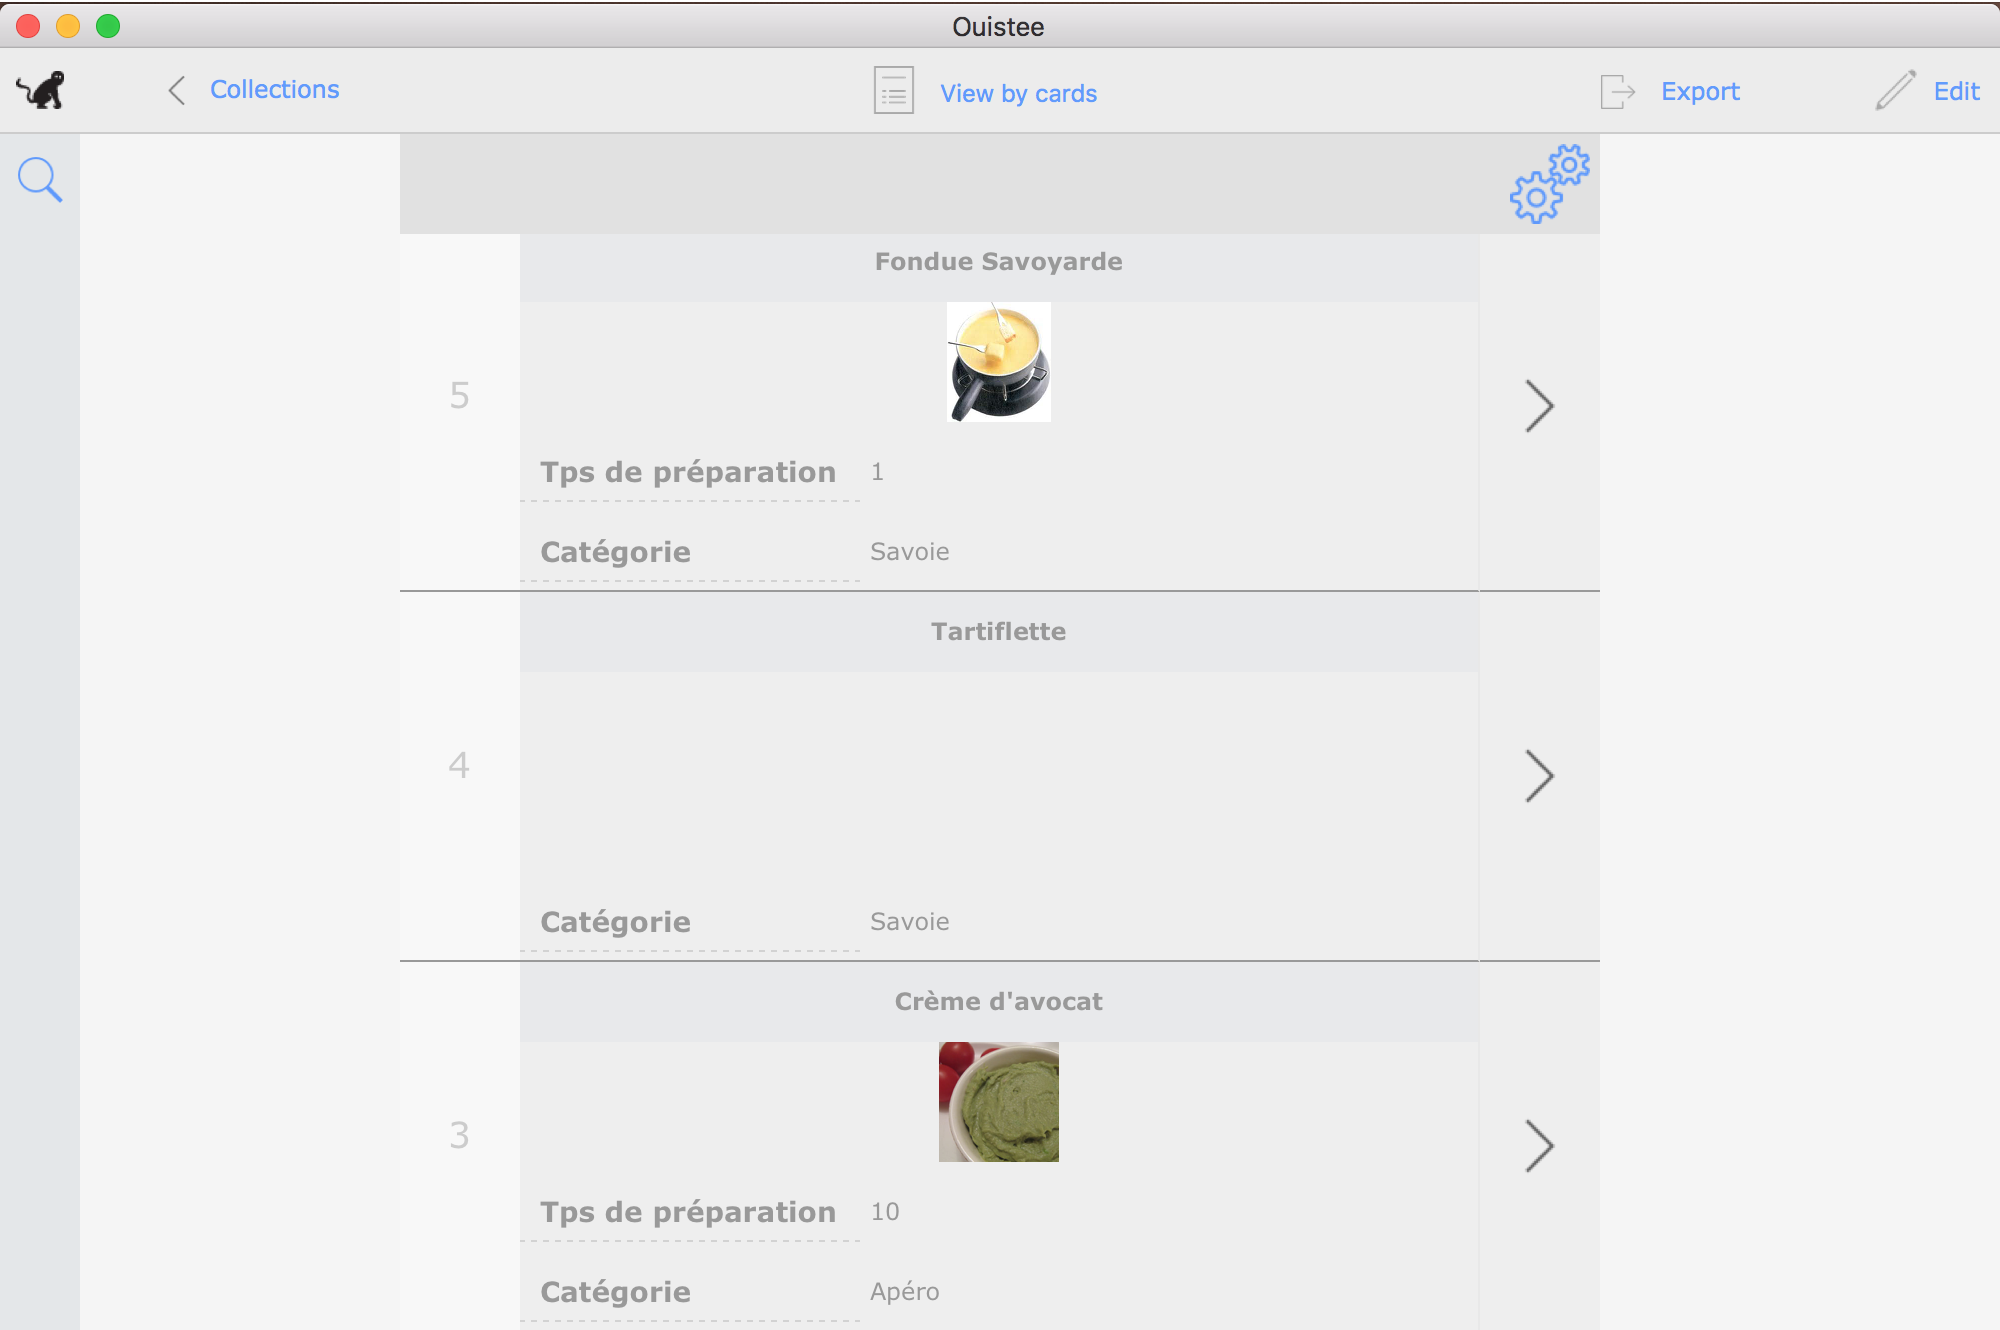 Ouistee
Collections
View by cards
Export
Edit
Fondue Savoyarde
5
Tps de préparation 1
Catégorie Savoie
Tartiflette
4
Catégorie Savoie
Crème d'avocat
3
Tps de préparation 10
Catégorie Apéro